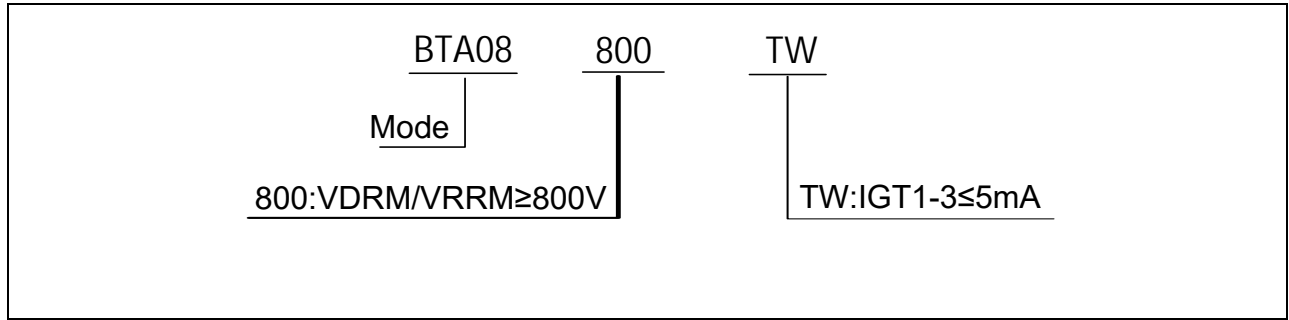 BTA08 800 TW
Mode
800:VDRM/VRRM≥800V TW:IGT1-3≤5mA